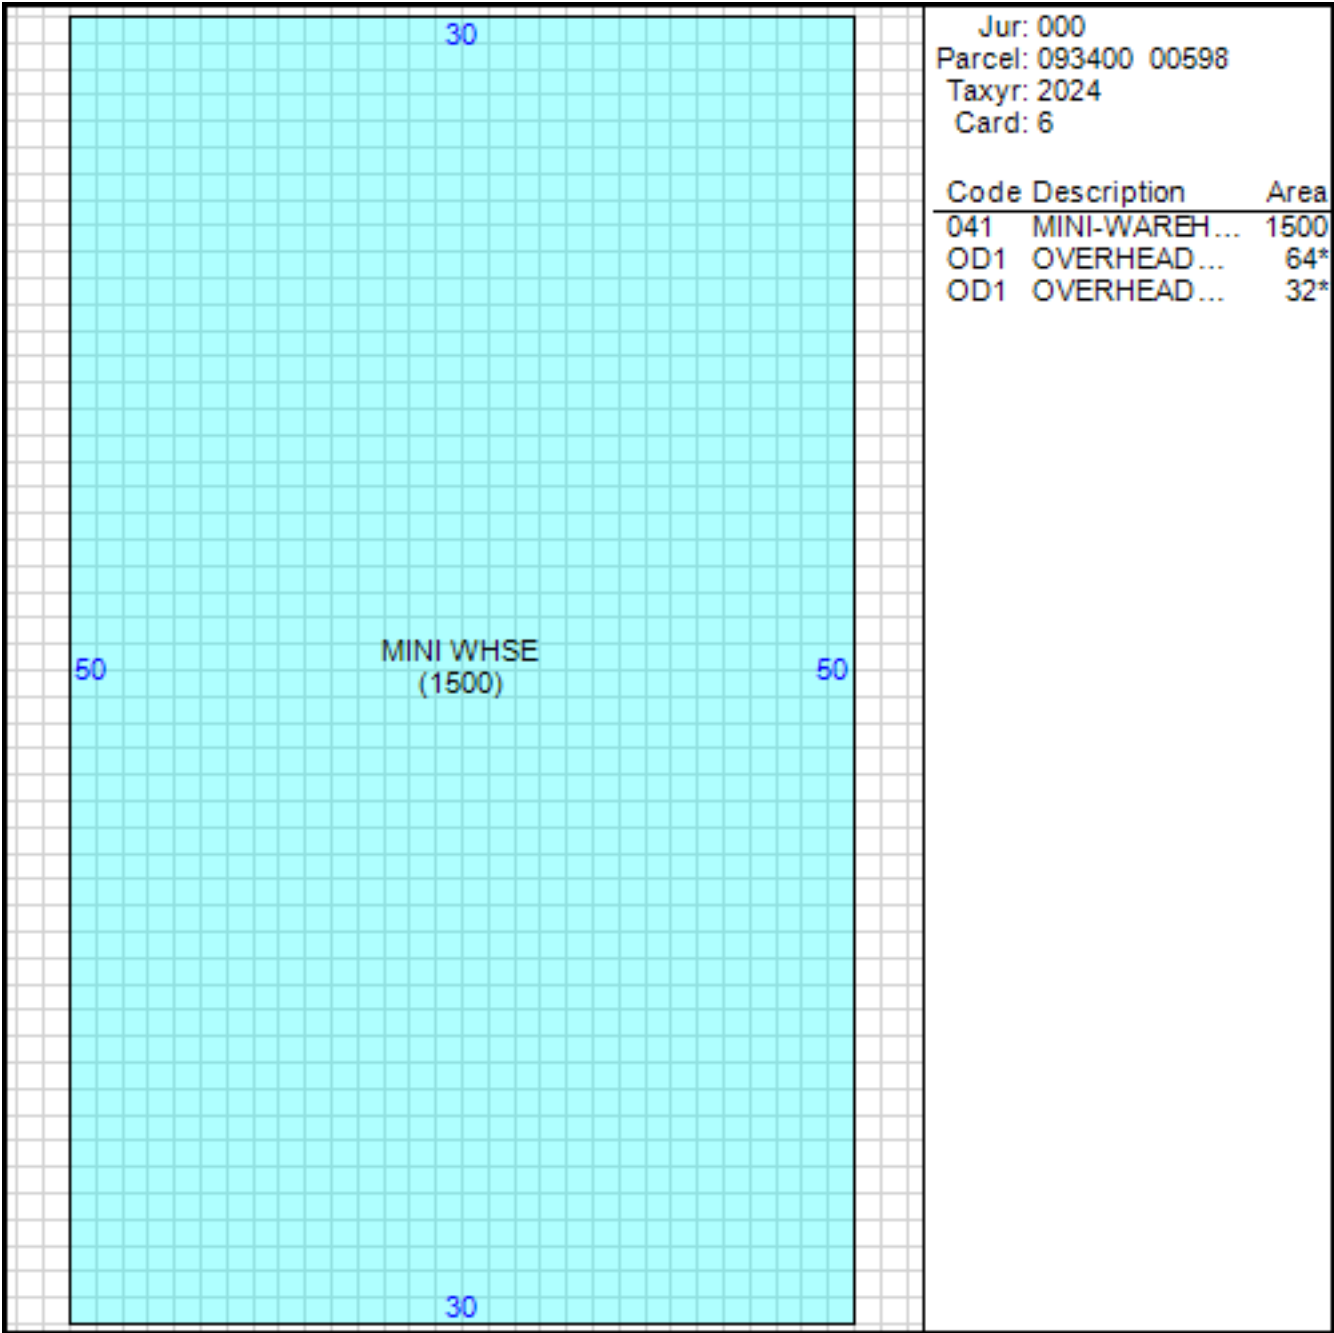 30
50
MINI WHSE
(1500)
50
30
Jur: 000
Parcel: 093400 00598
Taxyr: 2024
Card: 6
Code Description Area
041 MINI-WAREH... 1500
OD1 OVERHEAD... 64*
OD1 OVERHEAD... 32*